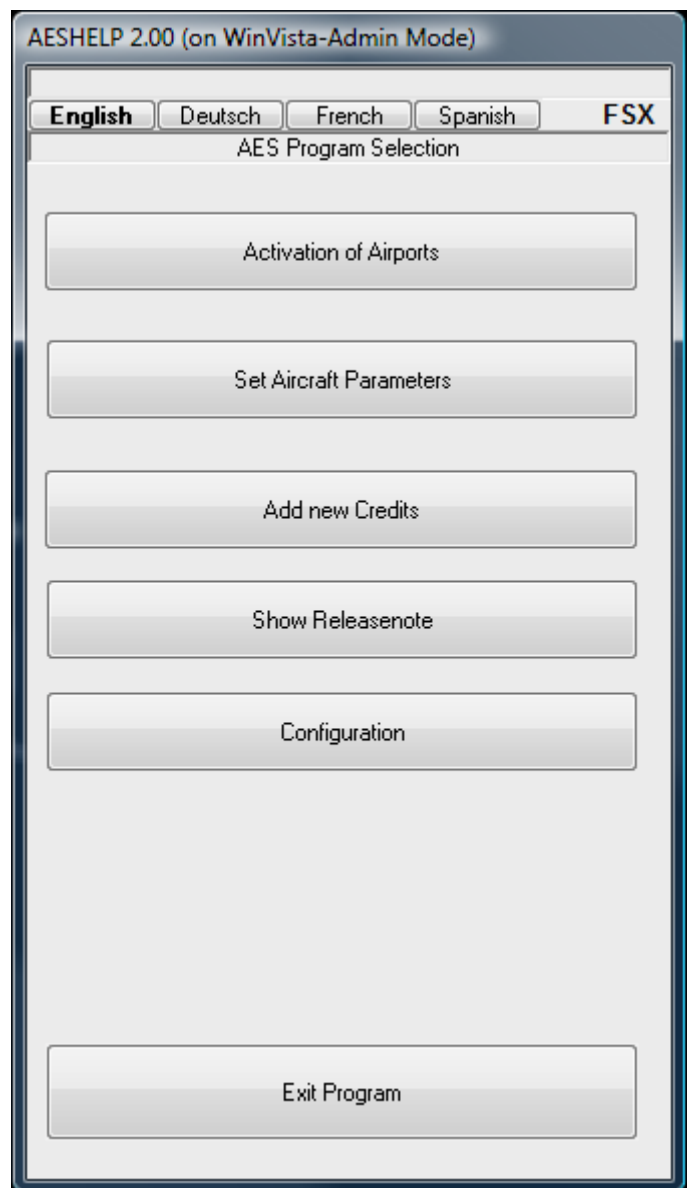 AESHELP 2.00 (on WinVista-Admin Mode)
English Deutsch French Spanish FSX
AES Program Selection
Activation of Airports
Set Aircraft Parameters
Add new Credits
Show Releasenote
Configuration
Exit Program